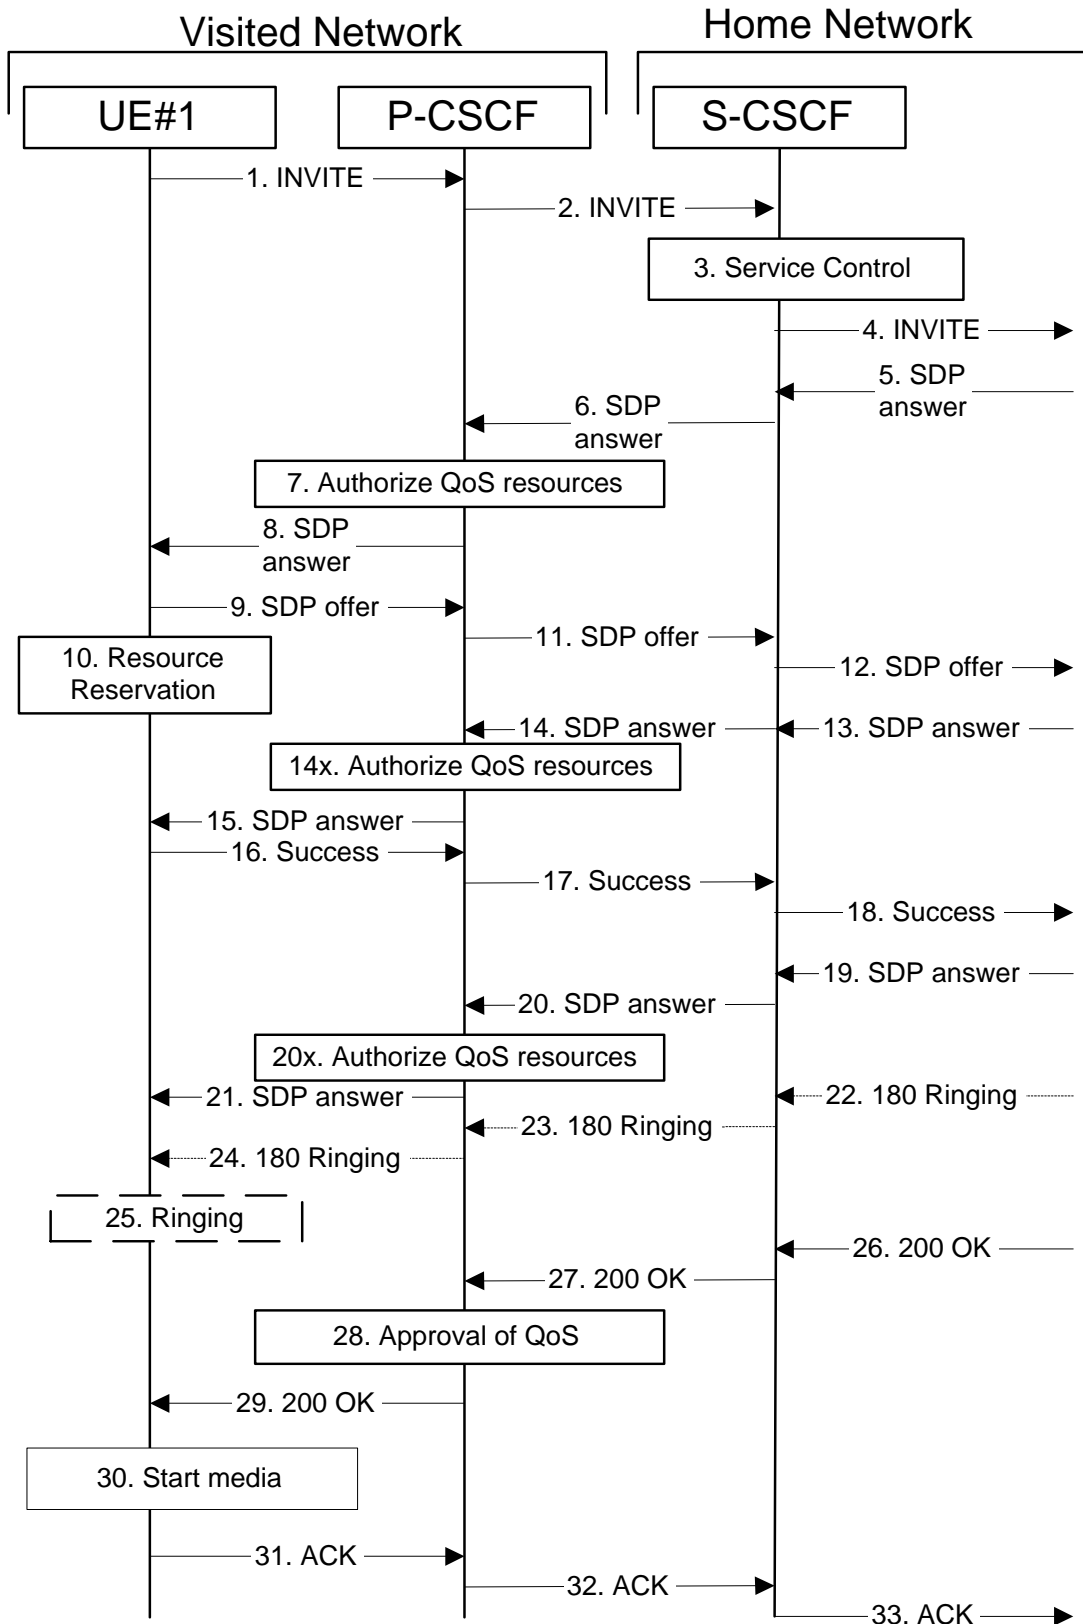 Visited Network
Home Network
UE#1
P-CSCF
S-CSCF
1. INVITE
2. INVITE
3. Service Control
4. INVITE
5. SDP
answer
6. SDP
answer
7. Authorize QoS resources
8. SDP
answer
9. SDP offer
11. SDP offer
10. Resource
Reservation
12. SDP offer
14. SDP answer
13. SDP answer
14x. Authorize QoS resources
15. SDP answer
16. Success
17. Success
18. Success
19. SDP answer
20. SDP answer
20x. Authorize QoS resources
21. SDP answer
22. 180 Ringing
23. 180 Ringing
24. 180 Ringing
25. Ringing
26. 200 OK
27. 200 OK
28. Approval of QoS
29. 200 OK
30. Start media
31. ACK
32. ACK
33. ACK